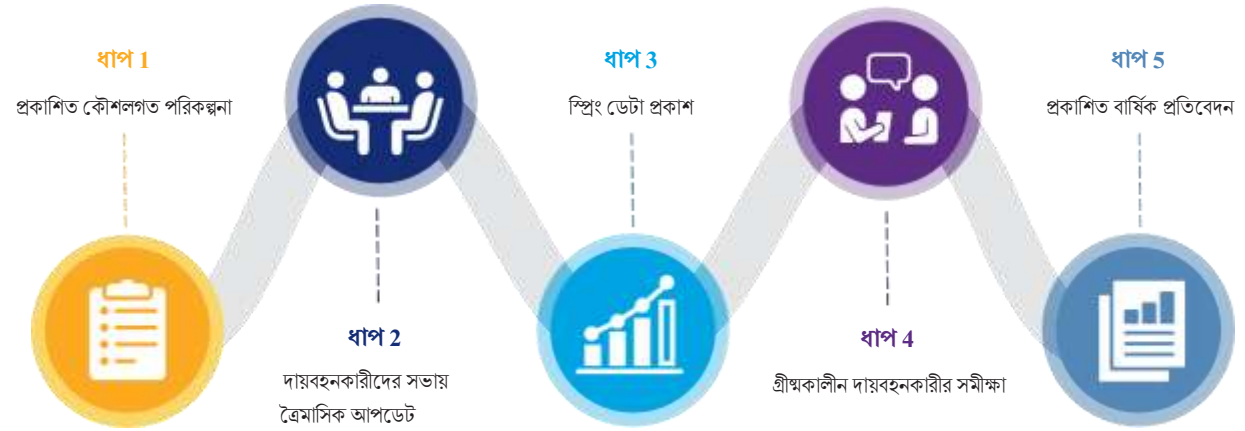 ধাপ 1
প্রকাশিত কৌশলগত পরিকল্পনা
ধাপ 2
দায়বহনকারীদের সভায়
ত্রৈমাসিক আপডেট
ধাপ 3
স্প্রিং ডেটা প্রকাশ
ধাপ 4
গ্রীষ্মকালীন দায়বহনকারীর সমীক্ষা
ধাপ 5
প্রকাশিত বার্ষিক প্রতিবেদন